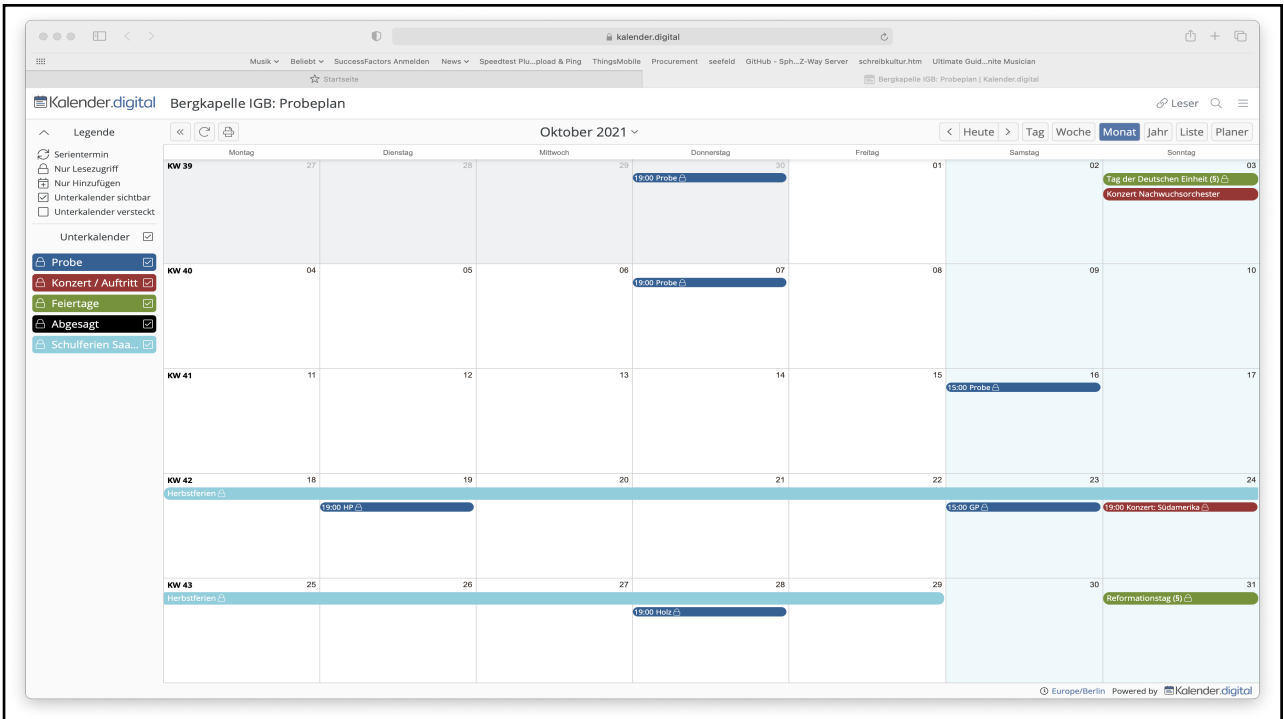 kalender.digital
Musik Beliebt SuccessFactors Anmelden News Speedtest Plu...pload & Ping ThingsMobile Procurement seefeld GitHub - Sph...Z-Way Server schreibkultur.htm Ultimate Guid...nite Musician
Startseite Bergkapelle IGB: Probeplan | Kalender.digital
Kalender.digital Bergkapelle IGB: Probeplan Leser
Legende Oktober 2021 Heute Tag Woche Monat Jahr Liste Planer
Serientermin
Nur Lesezugriff
Nur Hinzufügen
Unterkalender sichtbar
Unterkalender versteckt
Unterkalender
Probe
Konzert / Auftritt
Feiertage
Abgesagt
Schulferien Saa...
Montag Dienstag Mittwoch Donnerstag Freitag Samstag Sonntag
KW 39 27 28 29 30 01 02 03
19:00 Probe Tag der Deutschen Einheit (5)
Konzert Nachwuchsorchester
KW 40 04 05 06 07 08 09 10
19:00 Probe
KW 41 11 12 13 14 15 16 17
15:00 Probe
KW 42 18 19 20 21 22 23 24
Herbstferien
19:00 HP 15:00 GP 19:00 Konzert: Südamerika
KW 43 25 26 27 28 29 30 31
Herbstferien Reformationstag (5)
19:00 Holz
Europe/Berlin Powered by Kalender.digital